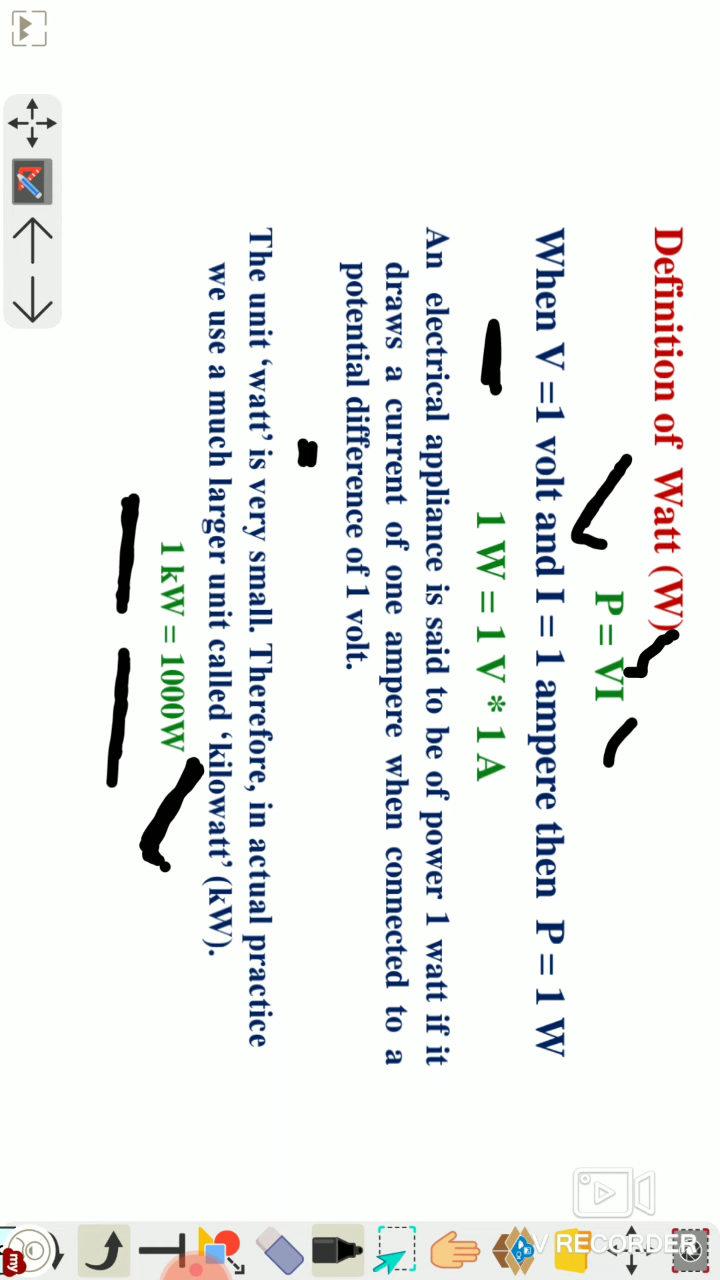 Definition of Watt (W)
P = VI
When V =1 volt and I = 1 ampere then P = 1 W
1 W = 1 V * 1 A
An electrical appliance is said to be of power 1 watt if it
draws a current of one ampere when connected to a
potential difference of 1 volt.
The unit ‘watt’ is very small. Therefore, in actual practice
we use a much larger unit called ‘kilowatt’ (kW).
1 kW = 1000W
V RECORDER
my